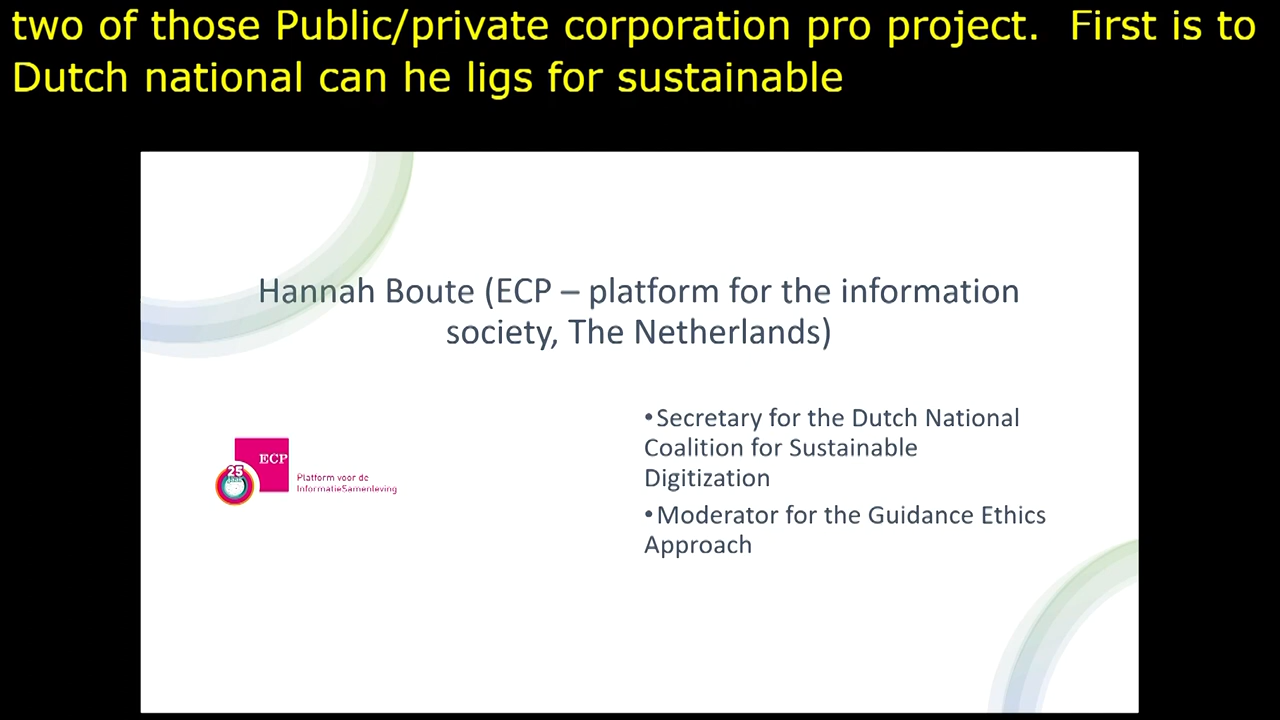 two of those Public/private corporation pro project.  First is to
Dutch national can he ligs for sustainable
Hannah Boute (ECP – platform for the information
society, The Netherlands)
•Secretary for the Dutch National
Coalition for Sustainable
Digitization
•Moderator for the Guidance Ethics
Approach
ECP
25
Platform voor de
InformatieSamenleving